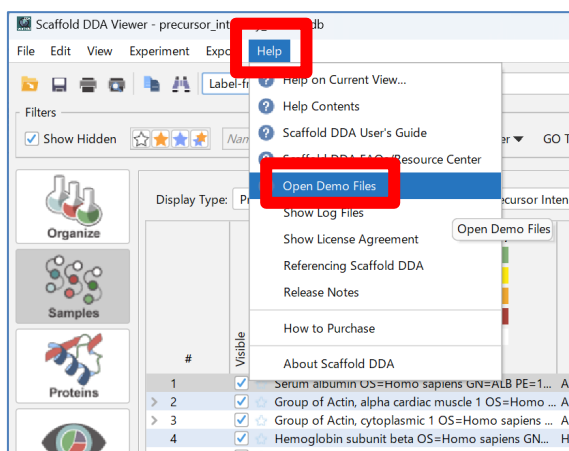 Scaffold DDA Viewer - precursor_int db
File Edit View Experiment Expo Help
Label-fr
Help on Current View...
Help Contents
Scaffold DDA User's Guide
Scaffold DDA FAQs/Resource Center
Open Demo Files
Show Log Files
Show License Agreement
Referencing Scaffold DDA
Release Notes
How to Purchase
About Scaffold DDA
Open Demo Files
Filters
Show Hidden
Nam
er
GO T
Organize
Samples
Proteins
Display Type: Pr
ecursor Inten
#
Visible
1 Serum albumin OS=Homo sapiens GN=ALB PE=1... A
2 Group of Actin, alpha cardiac muscle 1 OS=Homo ... A
3 Group of Actin, cytoplasmic 1 OS=Homo sapiens ... A
4 Hemoglobin subunit beta OS=Homo sapiens GN... H